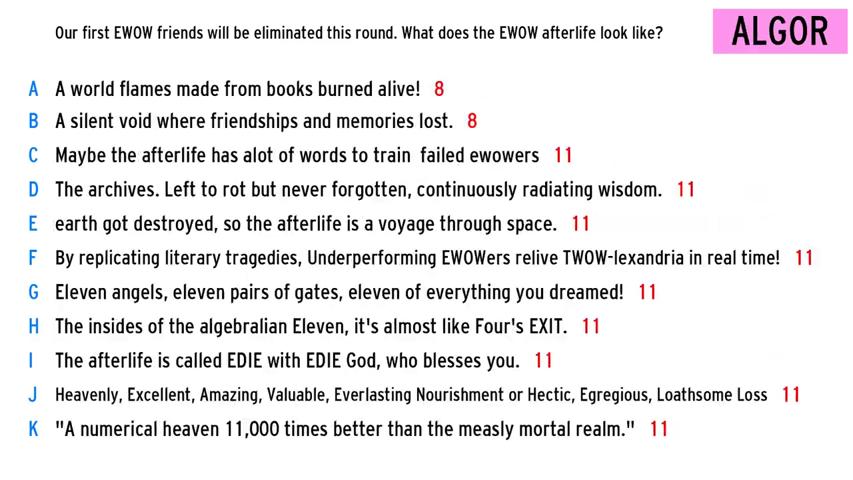 Our first EWOW friends will be eliminated this round. What does the EWOW afterlife look like?
ALGOR
A A world flames made from books burned alive! 8
B A silent void where friendships and memories lost. 8
C Maybe the afterlife has alot of words to train failed ewowers 11
D The archives. Left to rot but never forgotten, continuously radiating wisdom. 11
E earth got destroyed, so the afterlife is a voyage through space. 11
F By replicating literary tragedies, Underperforming EWOWers relive TWOW-lexandria in real time! 11
G Eleven angels, eleven pairs of gates, eleven of everything you dreamed! 11
H The insides of the algebralian Eleven, it's almost like Four's EXIT. 11
I The afterlife is called EDIE with EDIE God, who blesses you. 11
J Heavenly, Excellent, Amazing, Valuable, Everlasting Nourishment or Hectic, Egregious, Loathsome Loss 11
K "A numerical heaven 11,000 times better than the measly mortal realm." 11